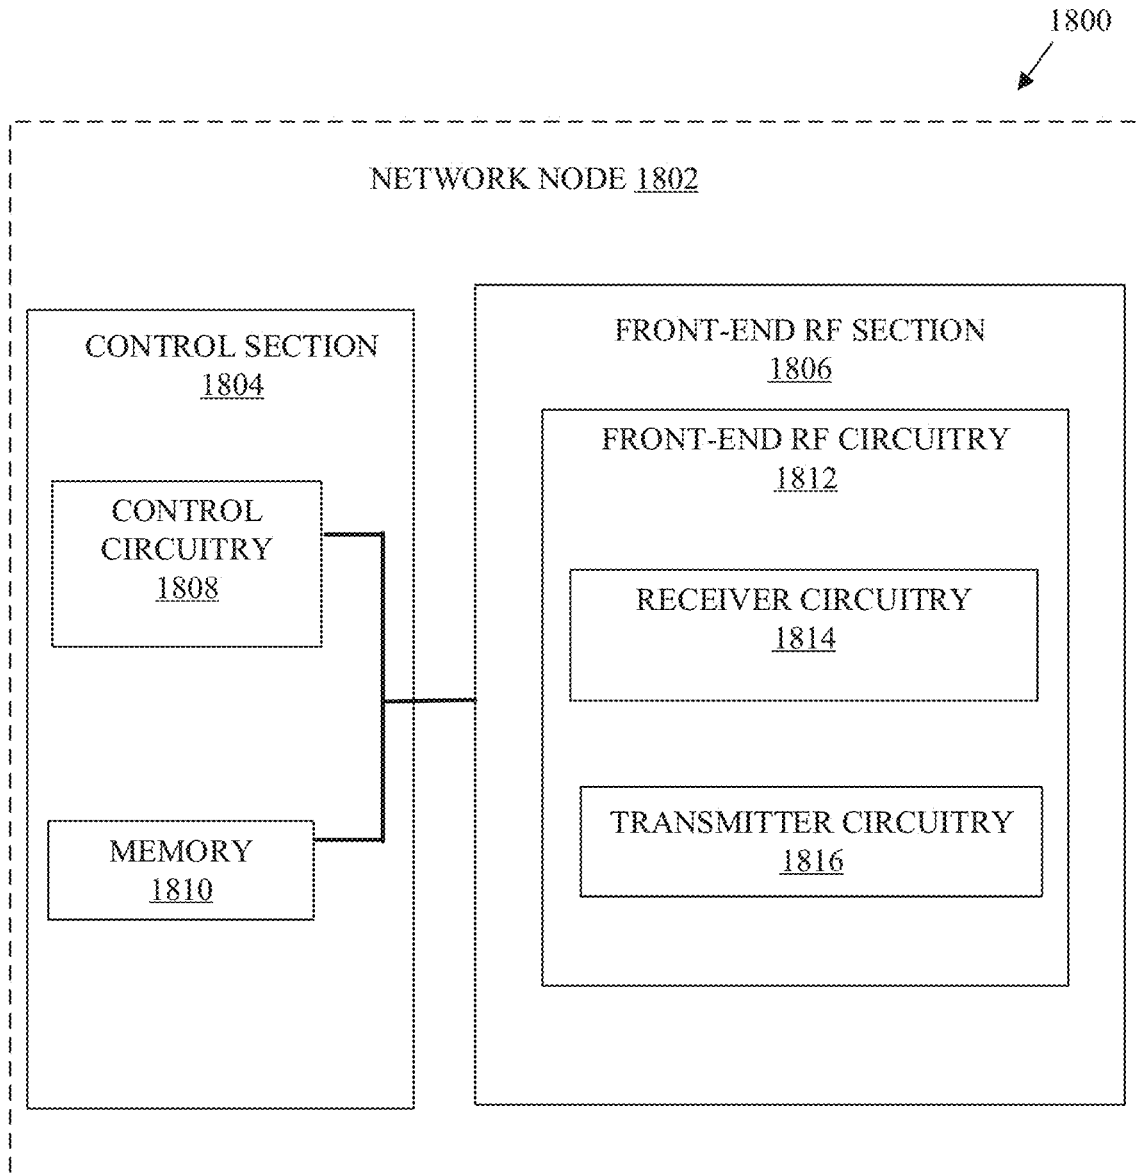 1800
NETWORK NODE 1802
CONTROL SECTION
1804
CONTROL
CIRCUITRY
1808
MEMORY
1810
FRONT-END RF SECTION
1806
FRONT-END RF CIRCUITRY
1812
RECEIVER CIRCUITRY
1814
TRANSMITTER CIRCUITRY
1816